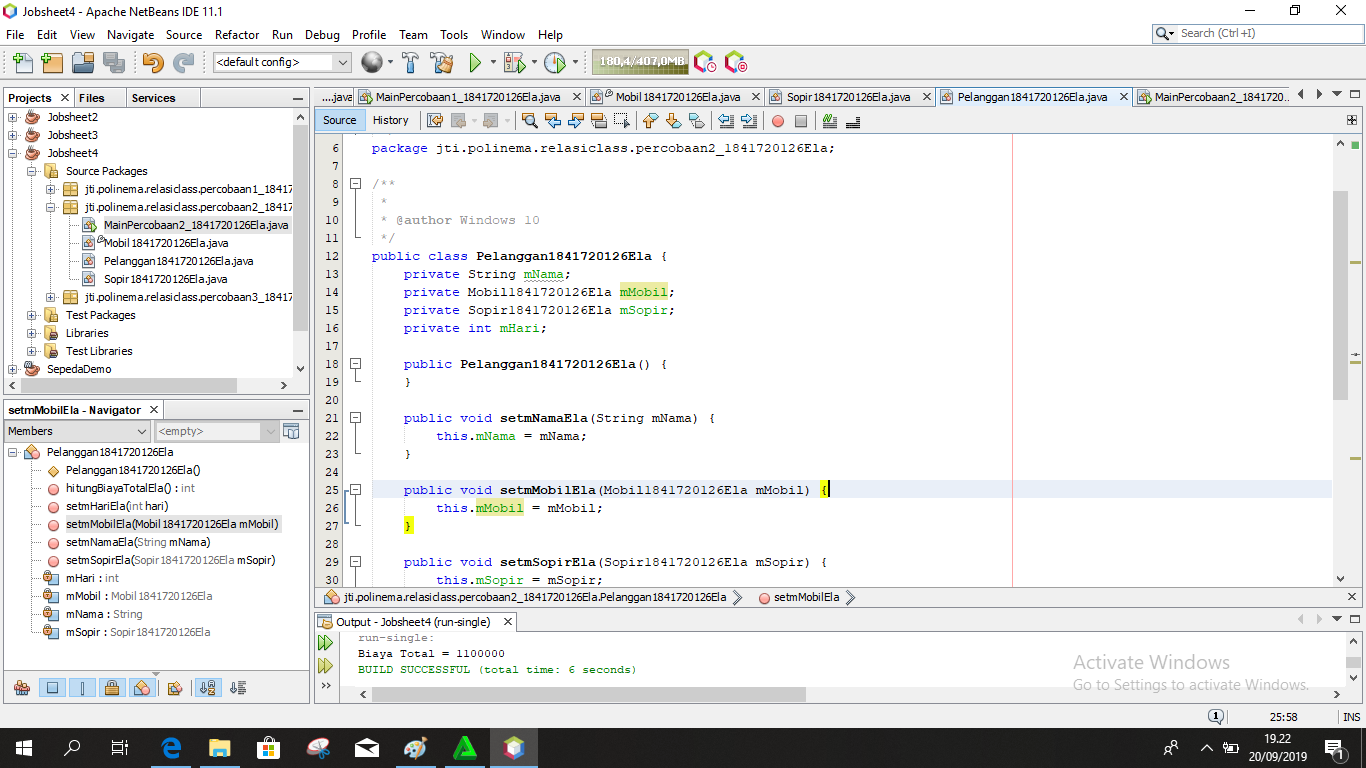 Jobsheet4 - Apache NetBeans IDE 11.1
File Edit View Navigate Source Refactor Run Debug Profile Team Tools Window Help
Search (Ctrl+I)
<default config>
180,4/407,0MB
Projects Files Services
Jobsheet2
Jobsheet3
Jobsheet4
Source Packages
jti.polinema.relasiclass.percobaan1_18417
jti.polinema.relasiclass.percobaan2_18417
MainPercobaan2_1841720126Ela.java
Mobil1841720126Ela.java
Pelanggan1841720126Ela.java
Sopir1841720126Ela.java
jti.polinema.relasiclass.percobaan3_18417
Test Packages
Libraries
Test Libraries
SepedaDemo
setmMobilEla - Navigator
Members <empty>
Pelanggan1841720126Ela
Pelanggan1841720126Ela()
hitungBiayaTotalEla() : int
setmHariEla(int hari)
setmMobilEla(Mobil1841720126Ela mMobil)
setmNamaEla(String mNama)
setmSopirEla(Sopir1841720126Ela mSopir)
mHari : int
mMobil : Mobil1841720126Ela
mNama : String
mSopir : Sopir1841720126Ela
....java MainPercobaan1_1841720126Ela.java Mobil1841720126Ela.java Sopir1841720126Ela.java Pelanggan1841720126Ela.java MainPercobaan2_184172​0...
Source History
6 package jti.polinema.relasiclass.percobaan2_1841720126Ela;
7
8 /**
9 *
10 * @author Windows 10
11 */
12 public class Pelanggan1841720126Ela {
13 private String mNama;
14 private Mobil1841720126Ela mMobil;
15 private Sopir1841720126Ela mSopir;
16 private int mHari;
17
18 public Pelanggan1841720126Ela() {
19 }
20
21 public void setmNamaEla(String mNama) {
22 this.mNama = mNama;
23 }
24
25 public void setmMobilEla(Mobil1841720126Ela mMobil) {
26 this.mMobil = mMobil;
27 }
28
29 public void setmSopirEla(Sopir1841720126Ela mSopir) {
30 this.mSopir = mSopir;
jti.polinema.relasiclass.percobaan2_1841720126Ela.Pelanggan1841720126Ela setmMobilEla
Output - Jobsheet4 (run-single)
run-single:
Biaya Total = 1100000
BUILD SUCCESSFUL (total time: 6 seconds)
Activate Windows
Go to Settings to activate Windows.
1 25:58 INS
19.22
20/09/2019
1